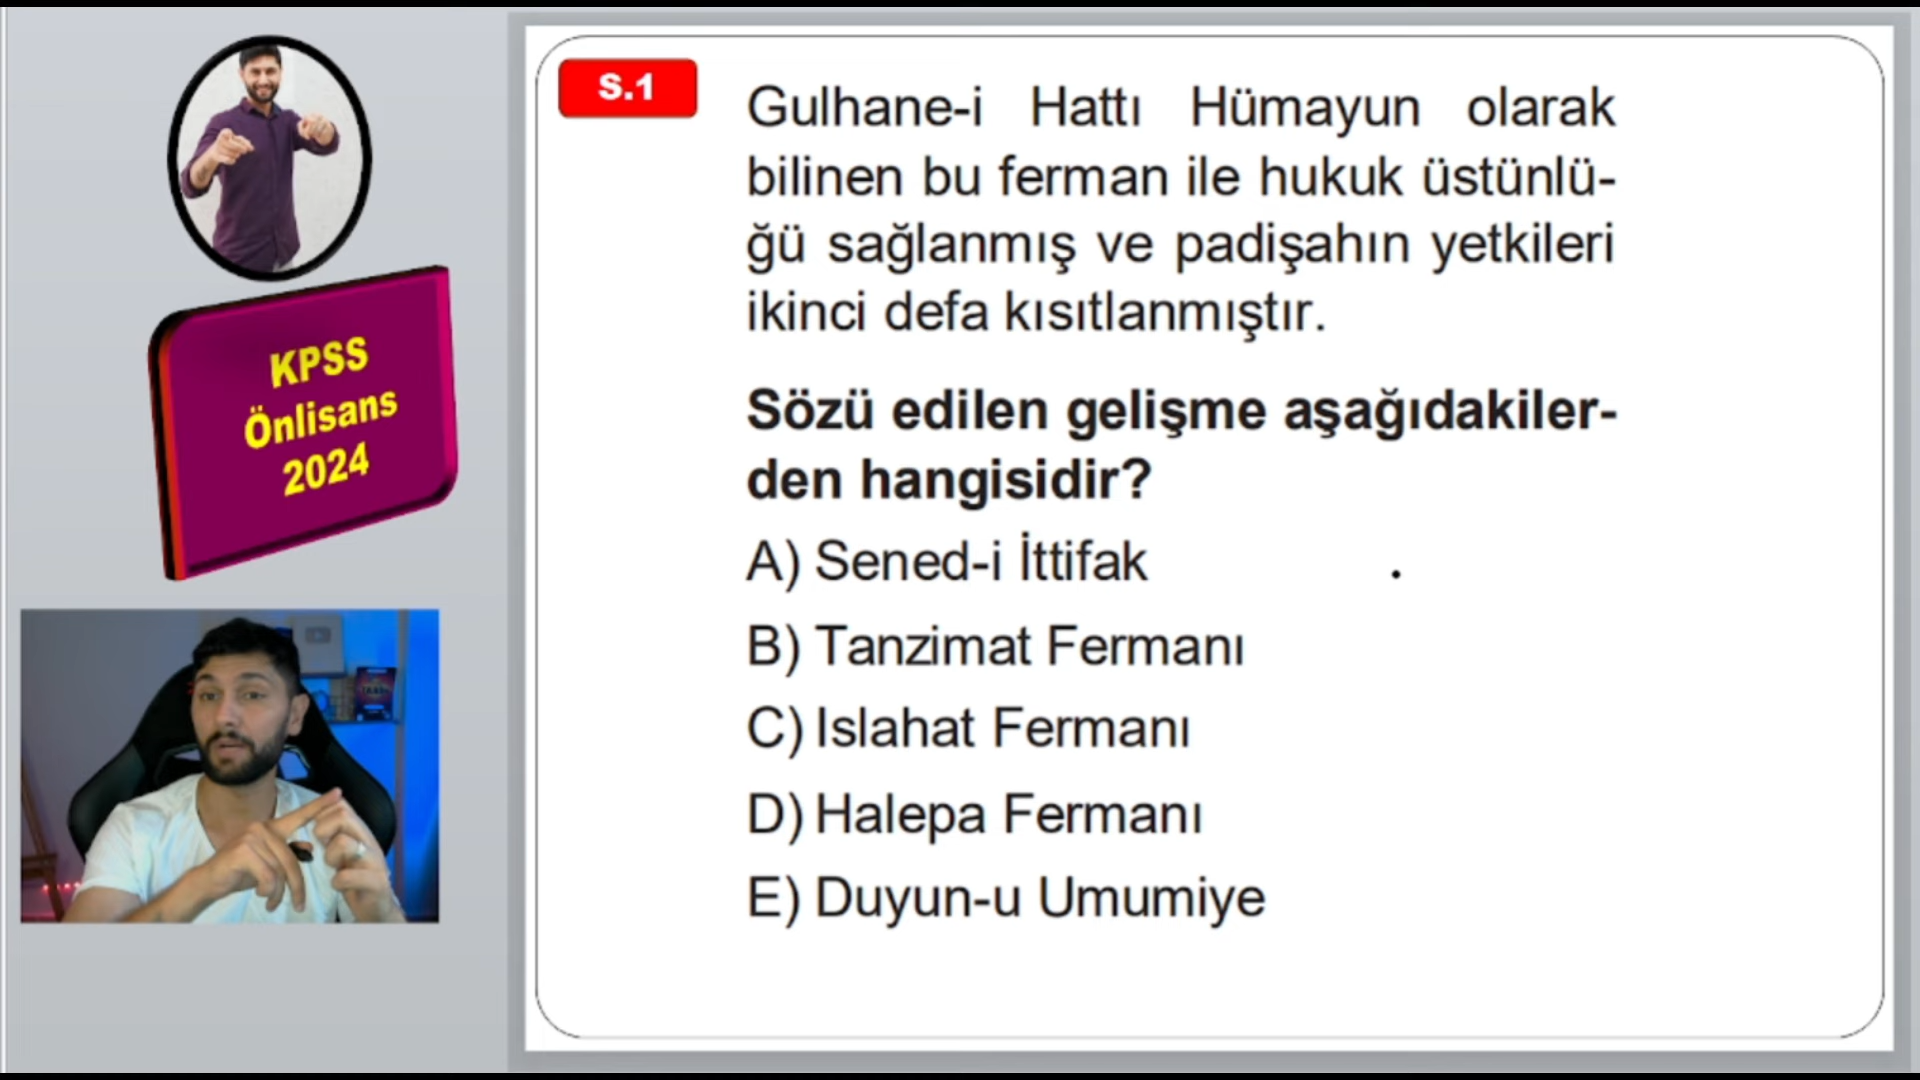 S.1
Gulhane-i Hattı Hümayun olarak
bilinen bu ferman ile hukuk üstünlü-
ğü sağlanmış ve padişahın yetkileri
ikinci defa kısıtlanmıştır.
Sözü edilen gelişme aşağıdakiler-
den hangisidir?
A) Sened-i İttifak
B) Tanzimat Fermanı
C) Islahat Fermanı
D) Halepa Fermanı
E) Duyun-u Umumiye
KPSS
Önlisans
2024